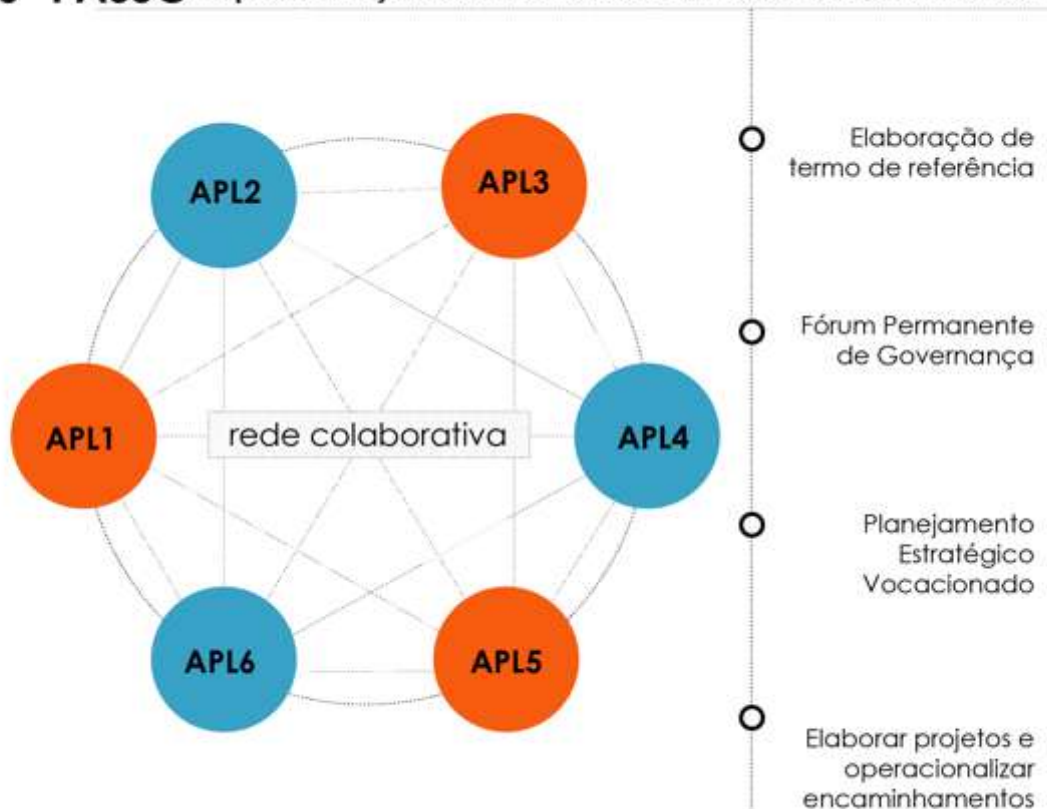 PASSO
APL2
APL3
APL1
rede colaborativa
APL4
APL6
APL5
Elaboração de
termo de referência
Fórum Permanente
de Governança
Planejamento
Estratégico
Vocacionado
Elaborar projetos e
operacionalizar
encaminhamentos